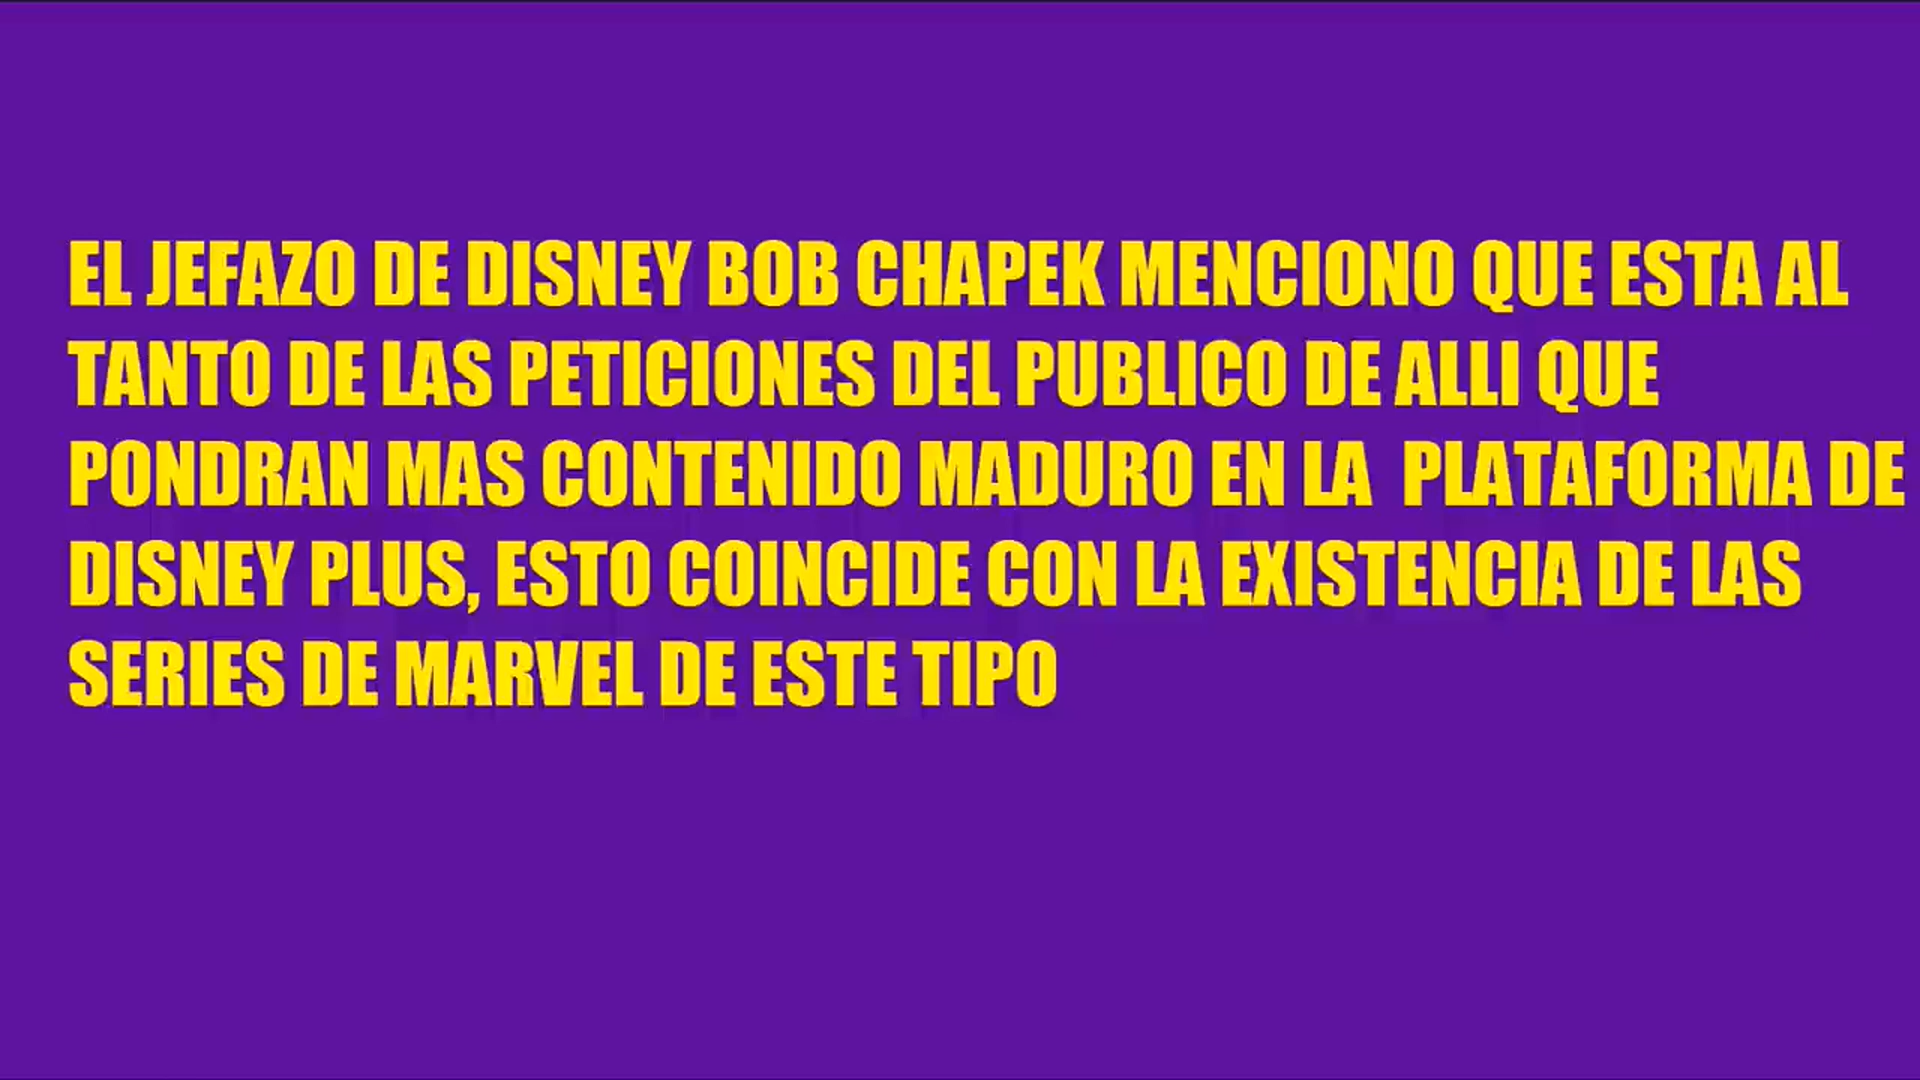 EL JEFAZO DE DISNEY BOB CHAPEK MENCIONO QUE ESTA AL
TANTO DE LAS PETICIONES DEL PUBLICO DE ALLI QUE
PONDRAN MAS CONTENIDO MADURO EN LA PLATAFORMA DE
DISNEY PLUS, ESTO COINCIDE CON LA EXISTENCIA DE LAS
SERIES DE MARVEL DE ESTE TIPO